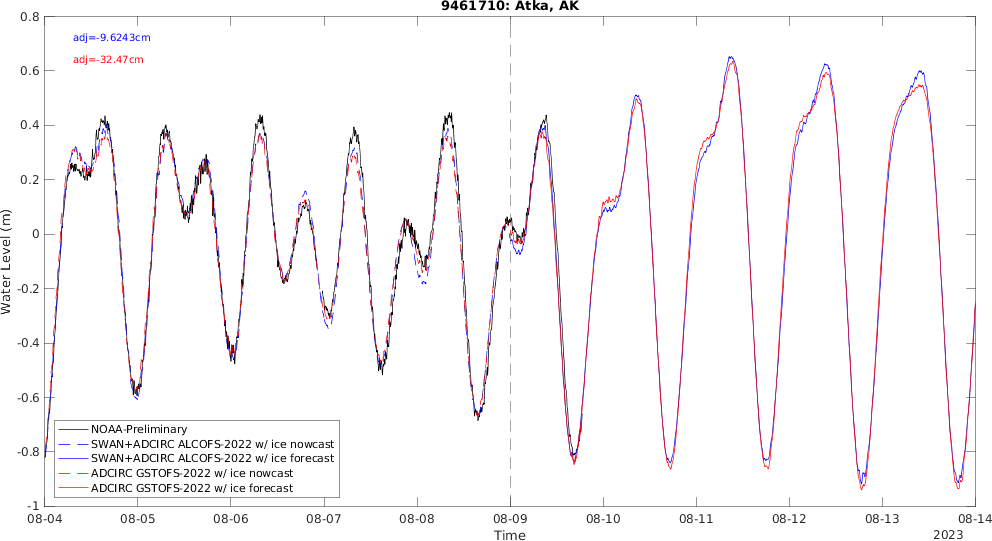 9461710: Atka, AK
adj=-9.6243cm
adj=-32.47cm
Water Level (m)
0.8
0.6
0.4
0.2
0
-0.2
-0.4
-0.6
-0.8
-1
NOAA-Preliminary
SWAN+ADCIRC ALCOFS-2022 w/ ice nowcast
SWAN+ADCIRC ALCOFS-2022 w/ ice forecast
ADCIRC GSTOFS-2022 w/ ice nowcast
ADCIRC GSTOFS-2022 w/ ice forecast
08-04 08-05 08-06 08-07 08-08 08-09 08-10 08-11 08-12 08-13 08-14
Time
2023